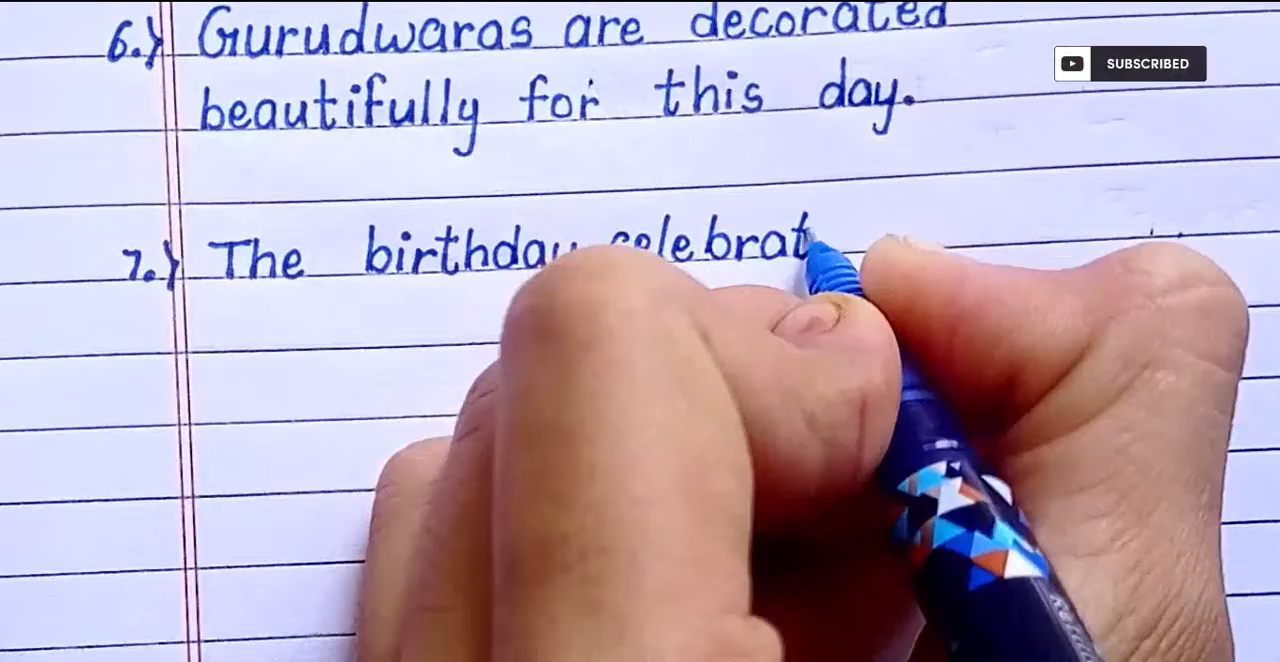 6.) Gurudwaras are decorated
SUBSCRIBED
beautifully for this day.
7.) The birthday celebrat